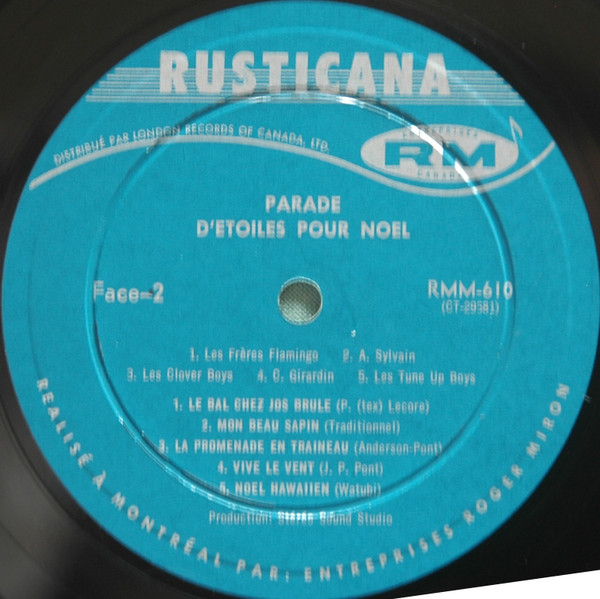 RUSTICANA
DISTRIBUÉ PAR LONDON RECORDS OF CANADA, LTD.
RM
CANADA
PARADE
D'ETOILES POUR NOEL
Face-2
RMM-610
(CT-29581)
1. Les Frères Flamingo 2. A. Sylvain
3. Les Clover Boys 4. C. Girardin 5. Les Tune Up Boys
1. LE BAL CHEZ JOS BRULE (P. (tex) Lecore)
2. MON BEAU SAPIN (Traditionnel)
3. LA PROMENADE EN TRAINEAU (Anderson-Pont)
4. VIVE LE VENT (J. P. Pont)
5. NOEL HAWAIIEN (Watubi)
Production: Stereo Sound Studio
REALISÉ À MONTRÉAL PAR: ENTREPRISES ROGER MIRON